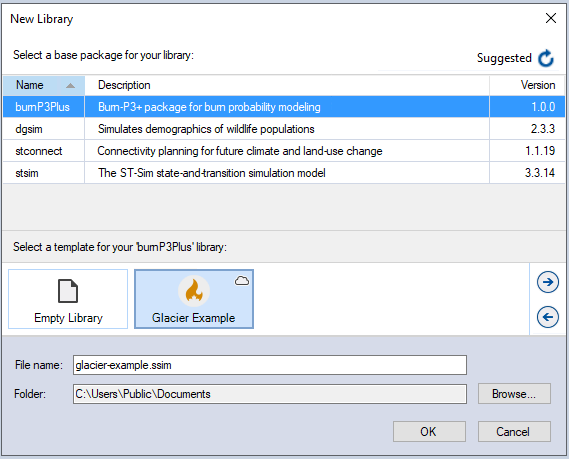 New Library
Select a base package for your library:
Suggested
Name Description Version
burnP3Plus Burn-P3+ package for burn probability modeling 1.0.0
dgsim Simulates demographics of wildlife populations 2.3.3
stconnect Connectivity planning for future climate and land-use change 1.1.19
stsim The ST-Sim state-and-transition simulation model 3.3.14
Select a template for your 'burnP3Plus' library:
Empty Library Glacier Example
File name: glacier-example.ssim
Folder: C:\Users\Public\Documents Browse...
OK Cancel